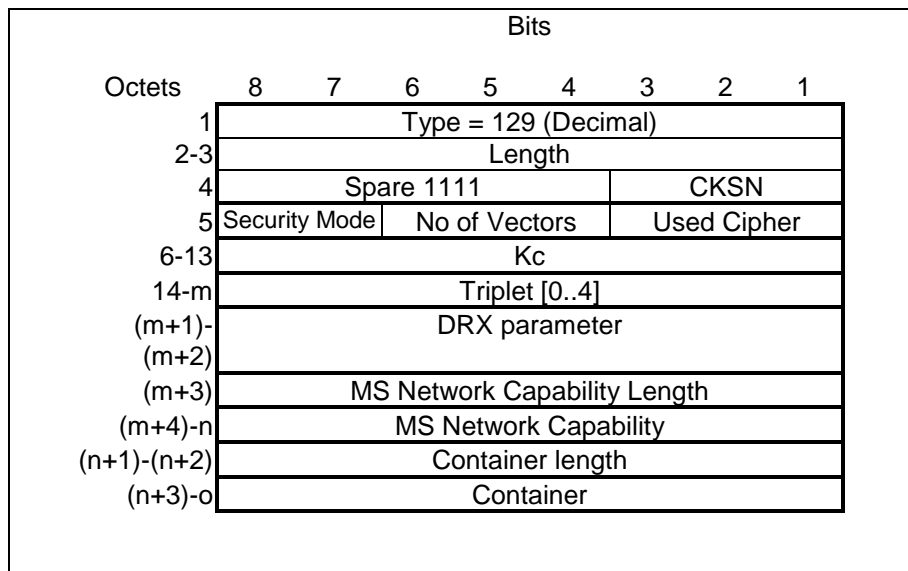 Bits
Octets 8 7 6 5 4 3 2 1
1 Type = 129 (Decimal)
2-3 Length
4 Spare 1111 CKSN
5 Security Mode No of Vectors Used Cipher
6-13 Kc
14-m Triplet [0..4]
(m+1)- DRX parameter
(m+2)
(m+3) MS Network Capability Length
(m+4)-n MS Network Capability
(n+1)-(n+2) Container length
(n+3)-o Container